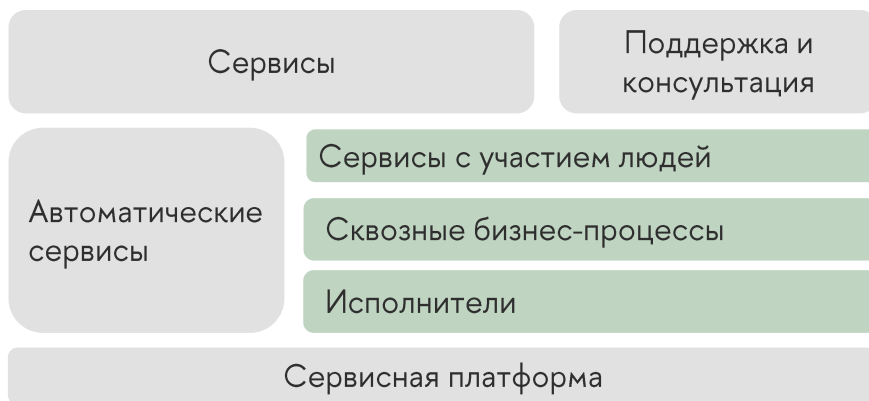 Сервисы
Поддержка и
консультация
Автоматические
сервисы
Сервисы с участием людей
Сквозные бизнес-процессы
Исполнители
Сервисная платформа